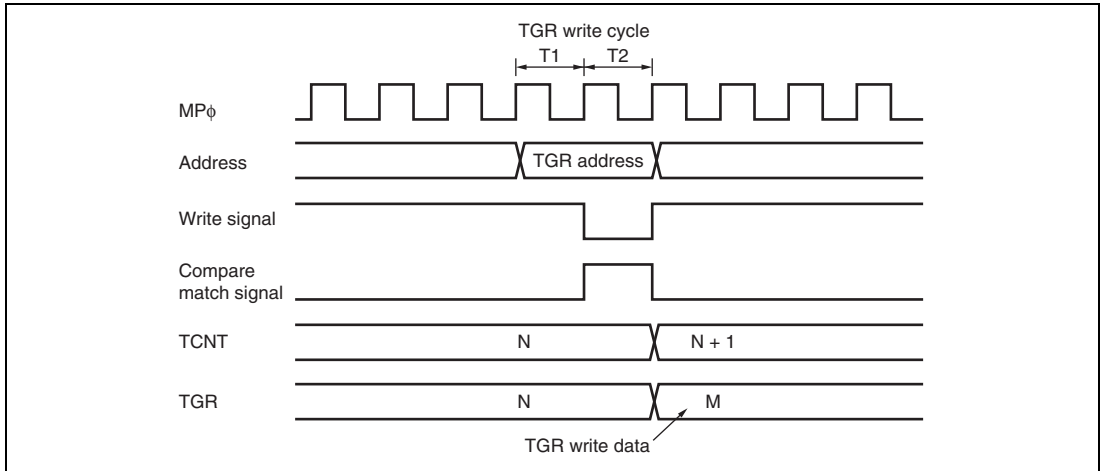 TGR write cycle
T1 T2
MPϕ
Address TGR address
Write signal
Compare
match signal
TCNT N N + 1
TGR N M
TGR write data